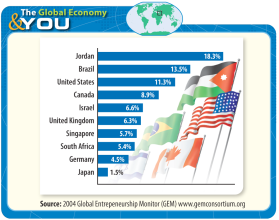 The Global Economy
& YOU
Jordan 18.3%
Brazil 13.5%
United States 11.3%
Canada 8.9%
Israel 6.6%
United Kingdom 6.3%
Singapore 5.7%
South Africa 5.4%
Germany 4.5%
Japan 1.5%
Source: 2004 Global Entrepreneurship Monitor (GEM) www.gemconsortium.org